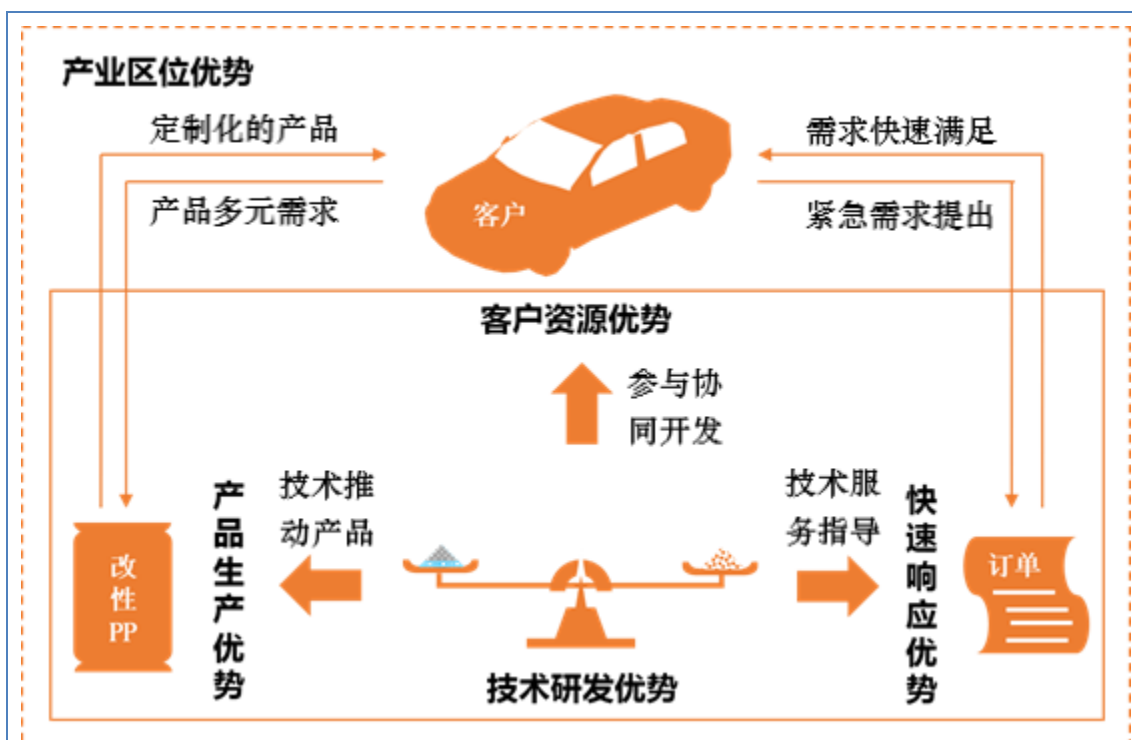 产业区位优势
定制化的产品
产品多元需求
客户
需求快速满足
紧急需求提出
客户资源优势
参与协
同开发
改
性
PP
产
品
生
产
优
势
技术推
动产品
技术研发优势
技术服
务指导
快
速
响
应
优
势
订单